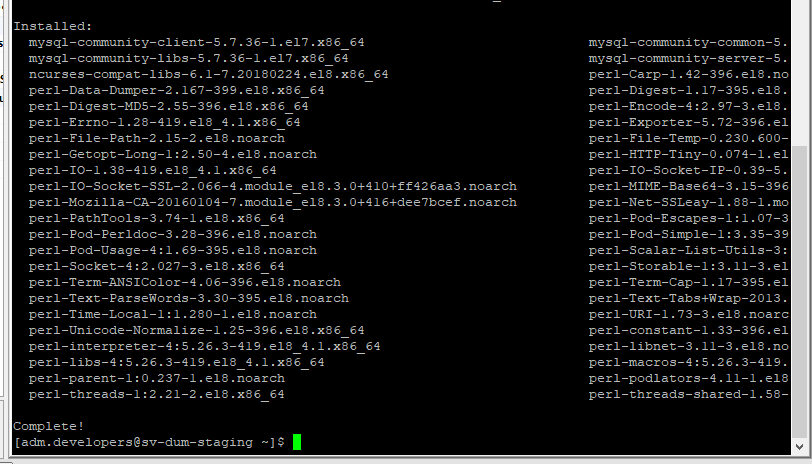 Installed:
mysql-community-client-5.7.36-1.el7.x86_64 mysql-community-common-5.
mysql-community-libs-5.7.36-1.el7.x86_64 mysql-community-server-5.
ncurses-compat-libs-6.1-7.20180224.el8.x86_64 perl-Carp-1.42-396.el8.no
perl-Data-Dumper-2.167-399.el8.x86_64 perl-Digest-1.17-395.el8.
perl-Digest-MD5-2.55-396.el8.x86_64 perl-Encode-4:2.97-3.el8.
perl-Errno-1.28-419.el8_4.1.x86_64 perl-Exporter-5.72-396.el
perl-File-Path-2.15-2.el8.noarch perl-File-Temp-0.230.600-
perl-Getopt-Long-1:2.50-4.el8.noarch perl-HTTP-Tiny-0.074-1.el
perl-IO-1.38-419.el8_4.1.x86_64 perl-IO-Socket-IP-0.39-5.
perl-IO-Socket-SSL-2.066-4.module_el8.3.0+410+ff426aa3.noarch perl-MIME-Base64-3.15-396
perl-Mozilla-CA-20160104-7.module_el8.3.0+416+dee7bcef.noarch perl-Net-SSLeay-1.88-1.mo
perl-PathTools-3.74-1.el8.x86_64 perl-Pod-Escapes-1:1.07-3
perl-Pod-Perldoc-3.28-396.el8.noarch perl-Pod-Simple-1:3.35-39
perl-Pod-Usage-4:1.69-395.el8.noarch perl-Scalar-List-Utils-3:
perl-Socket-4:2.027-3.el8.x86_64 perl-Storable-1:3.11-3.el
perl-Term-ANSIColor-4.06-396.el8.noarch perl-Term-Cap-1.17-395.el
perl-Text-ParseWords-3.30-395.el8.noarch perl-Text-Tabs+Wrap-2013.
perl-Time-Local-1:1.280-1.el8.noarch perl-URI-1.73-3.el8.noarc
perl-Unicode-Normalize-1.25-396.el8.x86_64 perl-constant-1.33-396.el
perl-interpreter-4:5.26.3-419.el8_4.1.x86_64 perl-libnet-3.11-3.el8.no
perl-libs-4:5.26.3-419.el8_4.1.x86_64 perl-macros-4:5.26.3-419.
perl-parent-1:0.237-1.el8.noarch perl-podlators-4.11-1.el8
perl-threads-1:2.21-2.el8.x86_64 perl-threads-shared-1.58-
Complete!
[adm.developers@sv-dum-staging ~]$